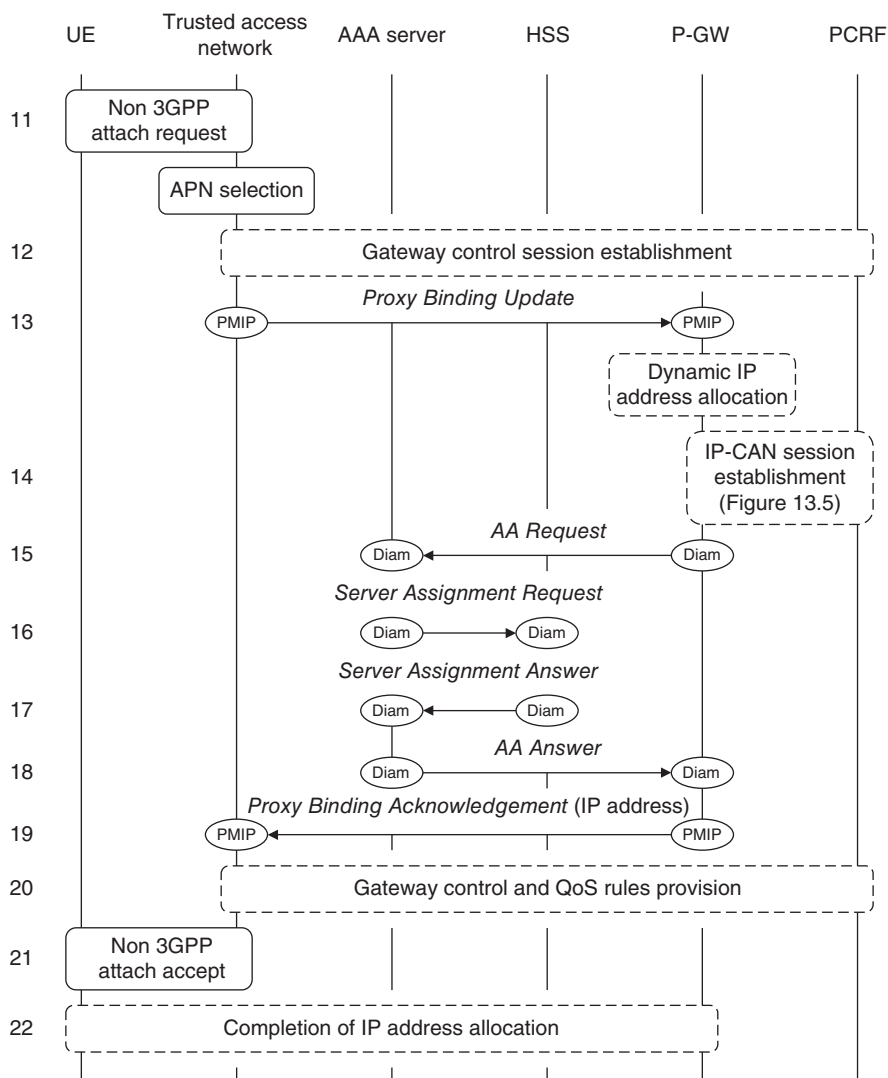 UE
Trusted access
network
AAA server
HSS
P-GW
PCRF
11
Non 3GPP
attach request
APN selection
12
Gateway control session establishment
Proxy Binding Update
13
PMIP
PMIP
Dynamic IP
address allocation
14
IP-CAN session
establishment
(Figure 13.5)
AA Request
15
Diam
Diam
Server Assignment Request
16
Diam
Diam
Server Assignment Answer
17
Diam
Diam
AA Answer
18
Diam
Diam
Proxy Binding Acknowledgement (IP address)
19
PMIP
PMIP
20
Gateway control and QoS rules provision
21
Non 3GPP
attach accept
22
Completion of IP address allocation